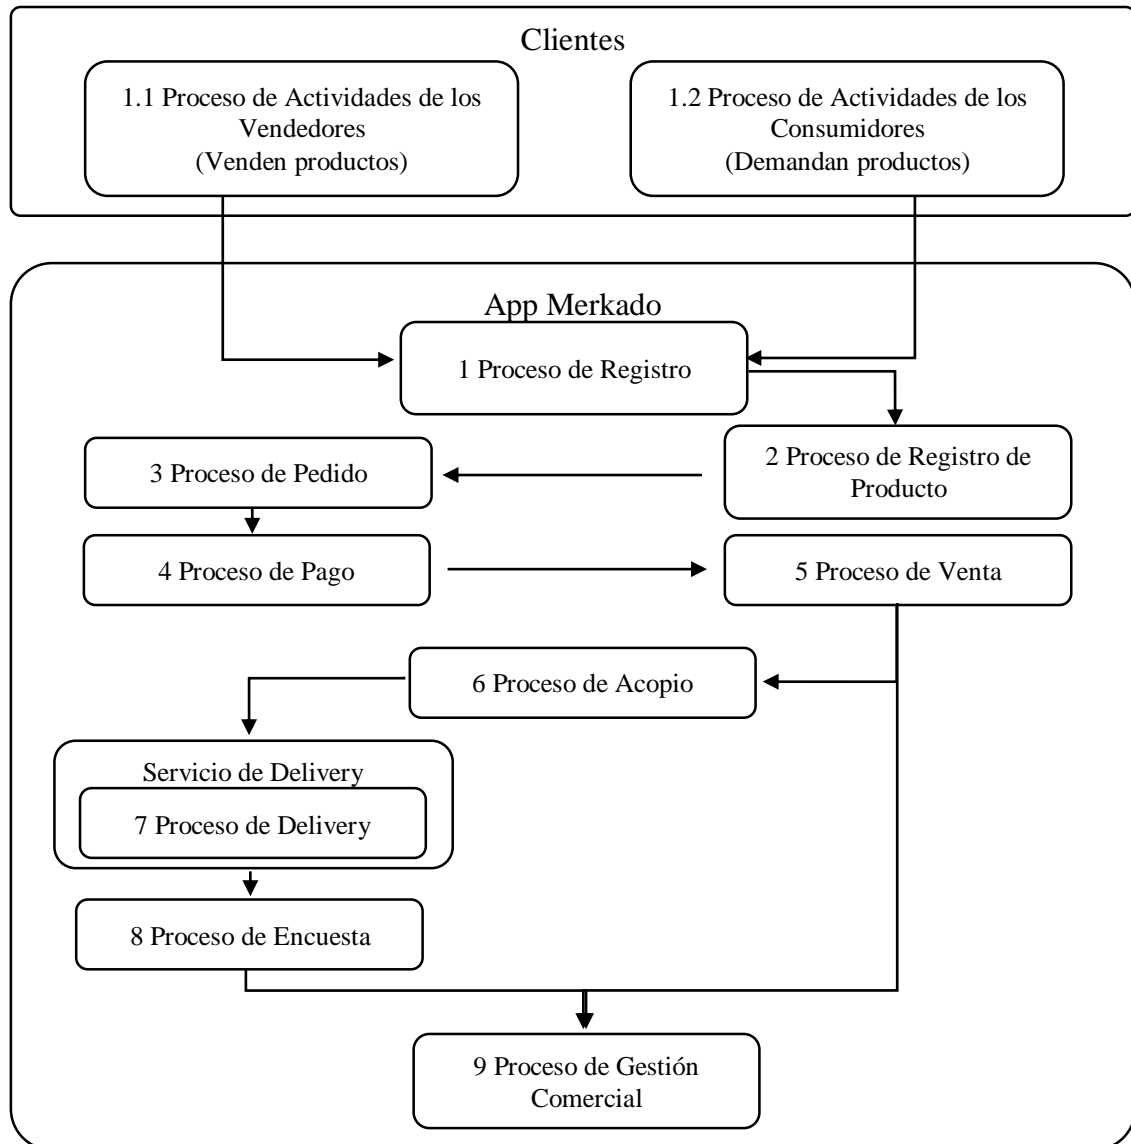 Clientes
1.1 Proceso de Actividades de los
Vendedores
(Venden productos)
1.2 Proceso de Actividades de los
Consumidores
(Demandan productos)
App Merkado
1 Proceso de Registro
2 Proceso de Registro de
Producto
3 Proceso de Pedido
4 Proceso de Pago
5 Proceso de Venta
6 Proceso de Acopio
Servicio de Delivery
7 Proceso de Delivery
8 Proceso de Encuesta
9 Proceso de Gestión
Comercial